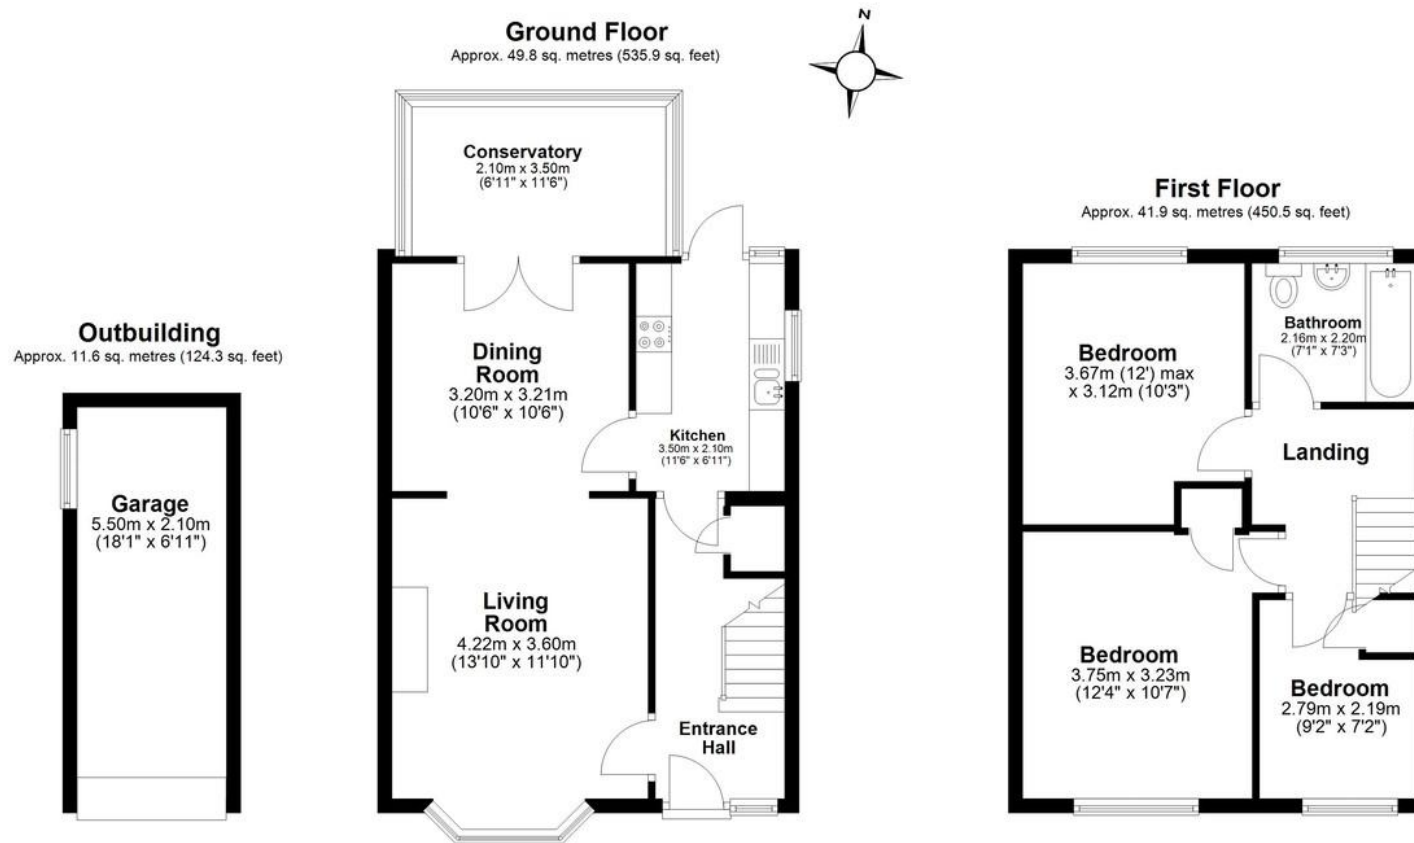 Ground Floor
Approx. 49.8 sq. metres (535.9 sq. feet)
N
Conservatory
2.10m x 3.50m
(6'11" x 11'6")
Dining
Room
3.20m x 3.21m
(10'6" x 10'6")
Kitchen
3.50m x 2.10m
(11'6" x 6'11")
Living
Room
4.22m x 3.60m
(13'10" x 11'10")
Entrance
Hall
Outbuilding
Approx. 11.6 sq. metres (124.3 sq. feet)
Garage
5.50m x 2.10m
(18'1" x 6'11")
First Floor
Approx. 41.9 sq. metres (450.5 sq. feet)
Bedroom
3.67m (12') max
x 3.12m (10'3")
Bathroom
2.16m x 2.20m
(7'1" x 7'3")
Landing
Bedroom
3.75m x 3.23m
(12'4" x 10'7")
Bedroom
2.79m x 2.19m
(9'2" x 7'2")